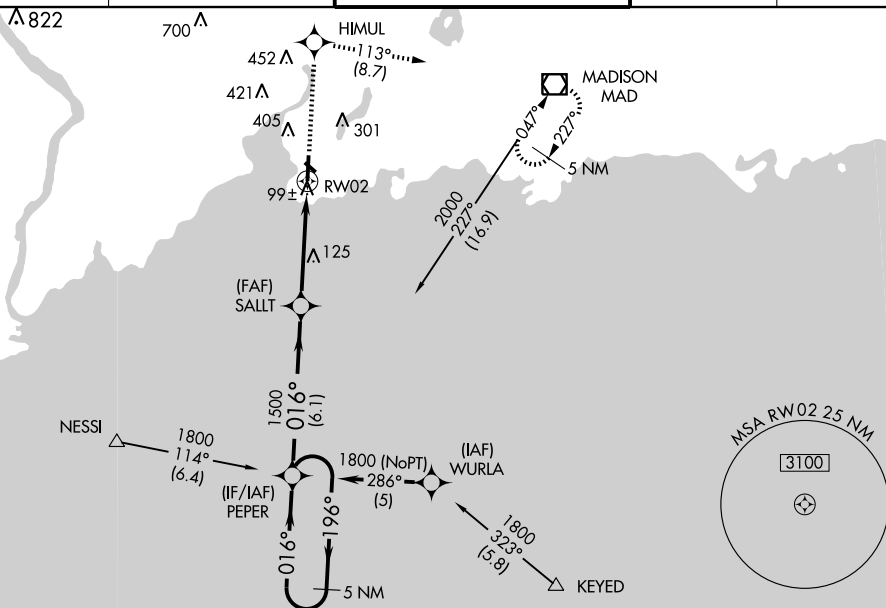 822
700
HIMUL
113°
(8.7)
452
421
405
301
MADISON
MAD
047°
227°
5 NM
RW02
99±
2000
227°
(16.9)
125
(FAF)
SALLT
1500
016°
(6.1)
NESSI
1800
114°
(6.4)
(IF/IAF)
PEPER
1800 (NoPT)
286°
(5)
(IAF)
WURLA
016°
196°
5 NM
1800
323°
(5.8)
KEYED
MSA RW02 25 NM
3100